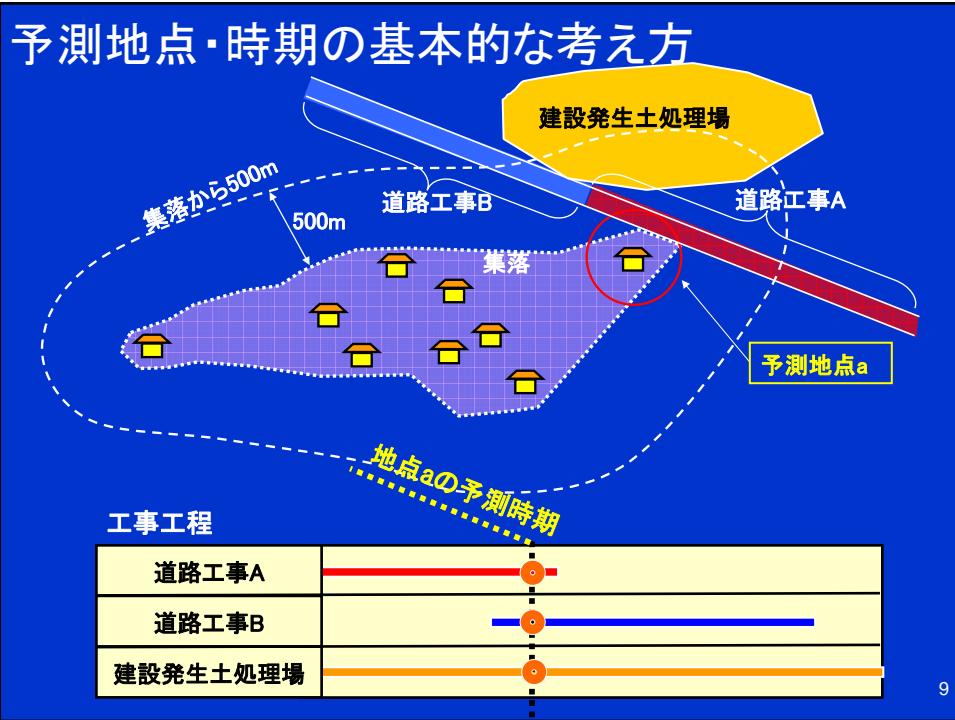 予測地点・時期の基本的な考え方
建設発生土処理場
集落から500m
500m
道路工事B
道路工事A
集落
予測地点a
地点aの予測時期
工事工程
道路工事A
道路工事B
建設発生土処理場
9